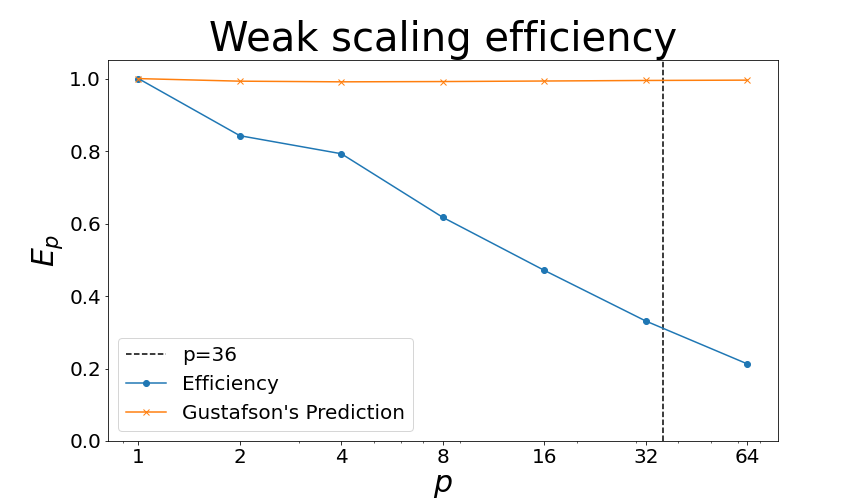 Weak scaling efficiency
1.0
0.8
0.6
0.4
0.2
0.0
E_p
p=36
Efficiency
Gustafson's Prediction
1 2 4 8 16 32 64
p